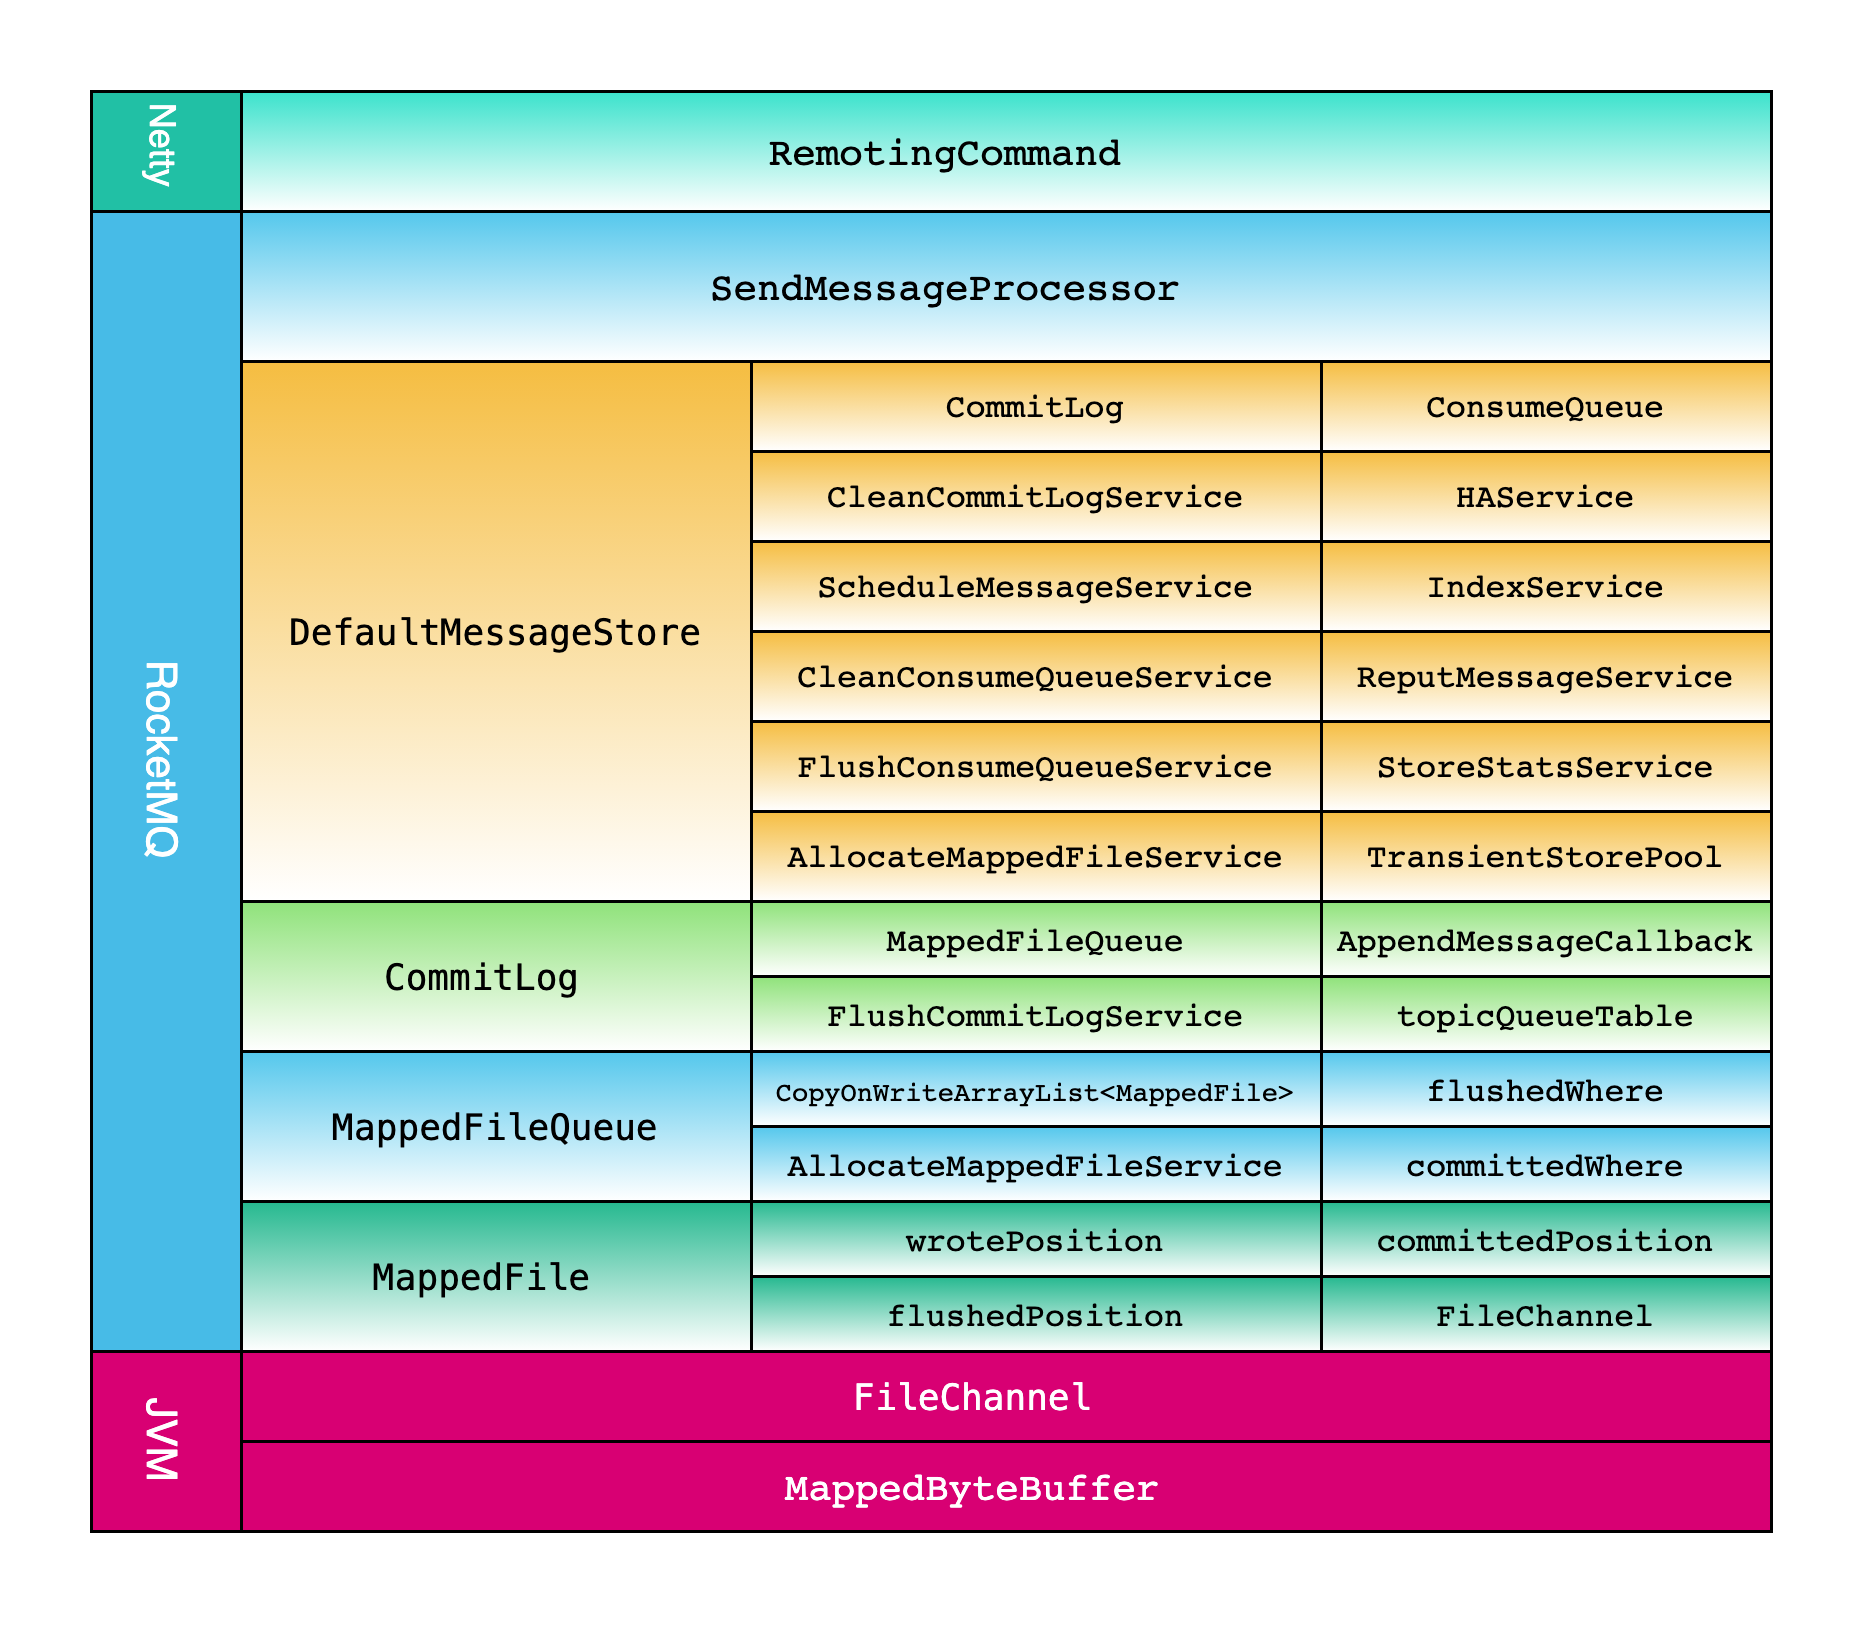 Netty
RemotingCommand
RocketMQ
SendMessageProcessor
DefaultMessageStore
CommitLog
ConsumeQueue
CleanCommitLogService
HAService
ScheduleMessageService
IndexService
CleanConsumeQueueService
ReputMessageService
FlushConsumeQueueService
StoreStatsService
AllocateMappedFileService
TransientStorePool
CommitLog
MappedFileQueue
AppendMessageCallback
FlushCommitLogService
topicQueueTable
MappedFileQueue
CopyOnWriteArrayList<MappedFile>
flushedWhere
AllocateMappedFileService
committedWhere
MappedFile
wrotePosition
committedPosition
flushedPosition
FileChannel
JVM
FileChannel
MappedByteBuffer